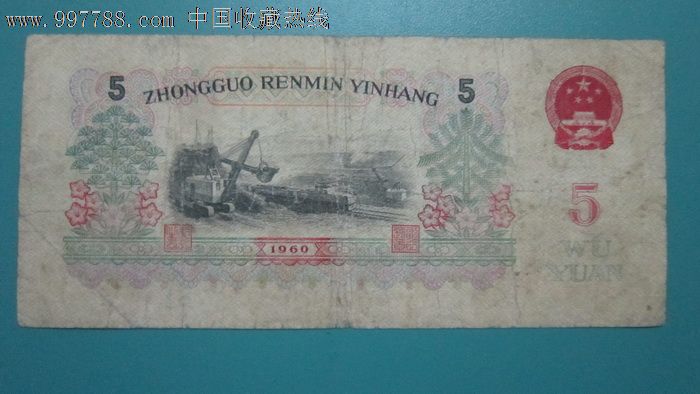 www.997788.com 中国收藏热线
5 ZHONGGUO RENMIN YINHANG 5
5
WU
YUAN
1960